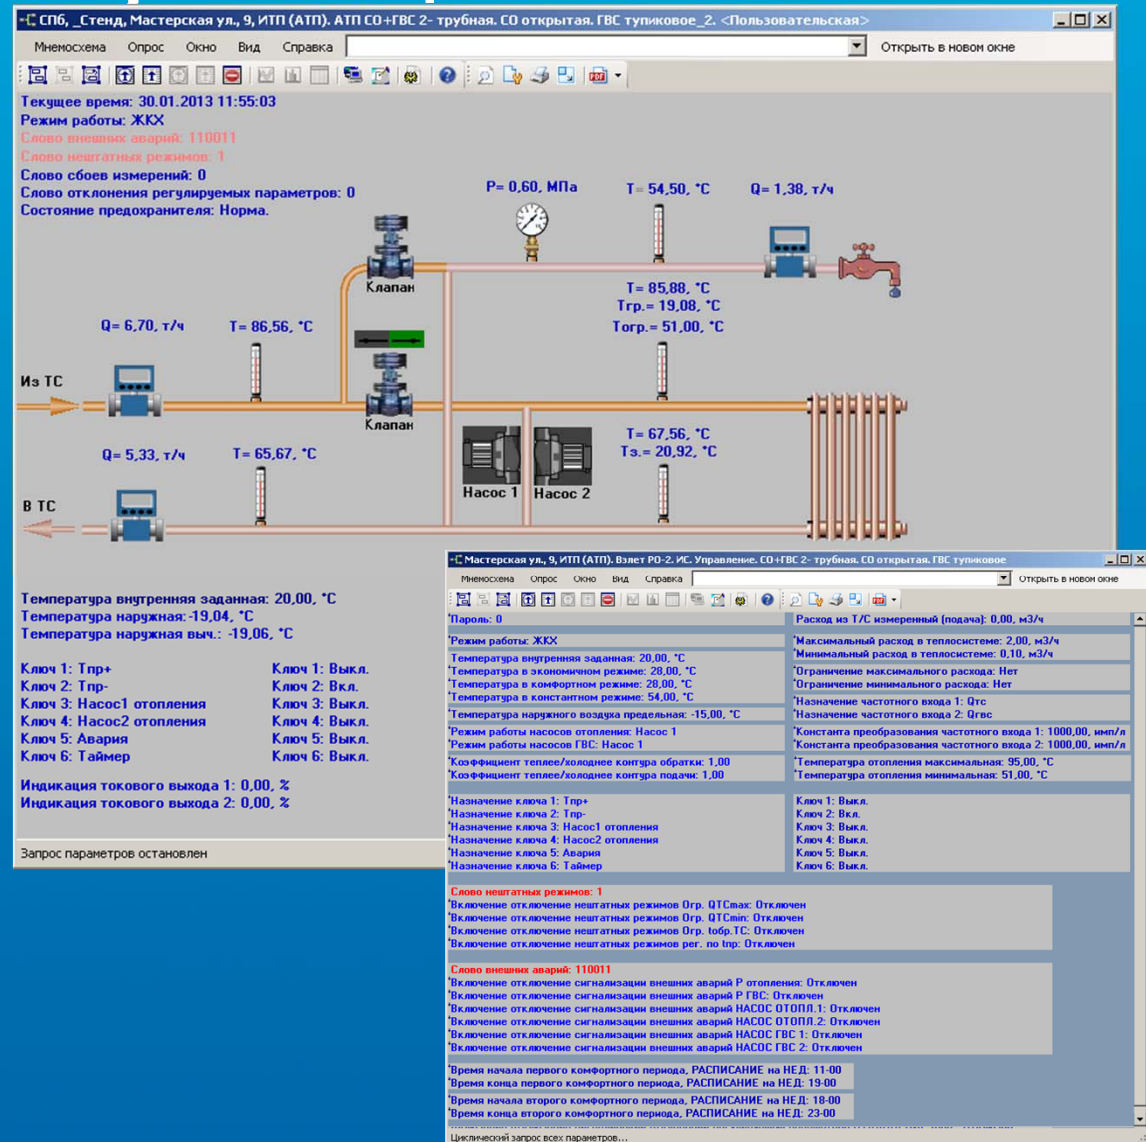 СПб, _Стенд, Мастерская ул., 9, ИТП (АТП). АТП СО+ГВС 2- трубная. СО открытая. ГВС тупиковое_2. <Пользовательская>
Мнемосхема Опрос Окно Вид Справка Открыть в новом окне
Текущее время: 30.01.2013 11:55:03
Режим работы: ЖКХ
Слово внешних аварий: 110011
Слово нештатных режимов: 1
Слово сбоев измерений: 0
Слово отклонения регулируемых параметров: 0
Состояние предохранителя: Норма.
P= 0,60, МПа T= 54,50, °C Q= 1,38, т/ч
Клапан
T= 85,88, °C
Тгр.= 19,08, °C
Тогр.= 51,00, °C
Q= 6,70, т/ч T= 86,56, °C
Из ТС
Клапан
Q= 5,33, т/ч T= 65,67, °C
T= 67,56, °C
Тз.= 20,92, °C
Насос 1 Насос 2
В ТС
Температура внутренняя заданная: 20,00, °C
Температура наружная:-19,04, °C
Температура наружная выч.: -19,06, °C
Ключ 1: Тпр+ Ключ 1: Выкл.
Ключ 2: Тпр- Ключ 2: Вкл.
Ключ 3: Насос1 отопления Ключ 3: Выкл.
Ключ 4: Насос2 отопления Ключ 4: Выкл.
Ключ 5: Авария Ключ 5: Выкл.
Ключ 6: Таймер Ключ 6: Выкл.
Индикация токового выхода 1: 0,00, %
Индикация токового выхода 2: 0,00, %
Запрос параметров остановлен
Мастерская ул., 9, ИТП (АТП). Взлет РО-2. ИС. Управление. СО+ГВС 2- трубная. СО открытая. ГВС тупиковое
Мнемосхема Опрос Окно Вид Справка Открыть в новом окне
*Пароль: 0 Расход из Т/С измеренный (подача): 0,00, м3/ч
*Режим работы: ЖКХ *Максимальный расход в теплосистеме: 2,00, м3/ч
*Минимальный расход в теплосистеме: 0,10, м3/ч
Температура внутренняя заданная: 20,00, °C
*Температура в экономичном режиме: 28,00, °C *Ограничение максимального расхода: Нет
*Температура в комфортном режиме: 28,00, °C *Ограничение минимального расхода: Нет
*Температура в константном режиме: 54,00, °C *Назначение частотного входа 1: Qтс
*Температура наружного воздуха предельная: -15,00, °C *Назначение частотного входа 2: Qгвс
*Режим работы насосов отопления: Насос 1 *Константа преобразования частотного входа 1: 1000,00, имп/л
*Режим работы насосов ГВС: Насос 1 *Константа преобразования частотного входа 2: 1000,00, имп/л
*Коэффициент теплее/холоднее контура обратки: 1,00 *Температура отопления максимальная: 95,00, °C
*Коэффициент теплее/холоднее контура подачи: 1,00 *Температура отопления минимальная: 51,00, °C
*Назначение ключа 1: Тпр+ Ключ 1: Выкл.
*Назначение ключа 2: Тпр- Ключ 2: Вкл.
*Назначение ключа 3: Насос1 отопления Ключ 3: Выкл.
*Назначение ключа 4: Насос2 отопления Ключ 4: Выкл.
*Назначение ключа 5: Авария Ключ 5: Выкл.
*Назначение ключа 6: Таймер Ключ 6: Выкл.
Слово нештатных режимов: 1
*Включение отключение нештатных режимов Огр. QTCmax: Отключен
*Включение отключение нештатных режимов Огр. QTCmin: Отключен
*Включение отключение нештатных режимов Огр. tобр.ТС: Отключен
*Включение отключение нештатных режимов рег. по tпр: Отключен
Слово внешних аварий: 110011
*Включение отключение сигнализации внешних аварий Р отопления: Отключен
*Включение отключение сигнализации внешних аварий Р ГВС: Отключен
*Включение отключение сигнализации внешних аварий НАСОС ОТОПЛ.1: Отключен
*Включение отключение сигнализации внешних аварий НАСОС ОТОПЛ.2: Отключен
*Включение отключение сигнализации внешних аварий НАСОС ГВС 1: Отключен
*Включение отключение сигнализации внешних аварий НАСОС ГВС 2: Отключен
*Время начала первого комфортного периода, РАСПИСАНИЕ на НЕД: 11-00
*Время конца первого комфортного периода, РАСПИСАНИЕ на НЕД: 19-00
*Время начала второго комфортного периода, РАСПИСАНИЕ на НЕД: 18-00
*Время конца второго комфортного периода, РАСПИСАНИЕ на НЕД: 23-00
Циклический запрос всех параметров...